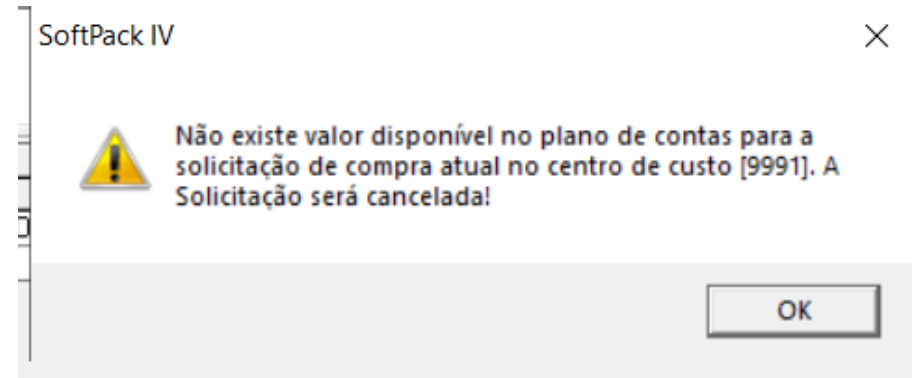 SoftPack IV
Não existe valor disponível no plano de contas para a
solicitação de compra atual no centro de custo [9991]. A
Solicitação será cancelada!
OK